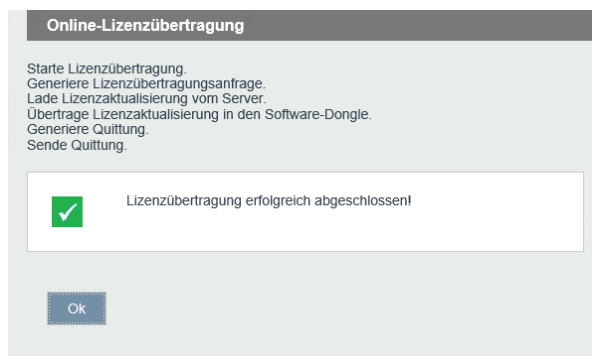 Online-Lizenzübertragung
Starte Lizenzübertragung.
Generiere Lizenzübertragungsanfrage.
Lade Lizenzaktualisierung vom Server.
Übertrage Lizenzaktualisierung in den Software-Dongle.
Generiere Quittung.
Sende Quittung.
Lizenzübertragung erfolgreich abgeschlossen!
Ok